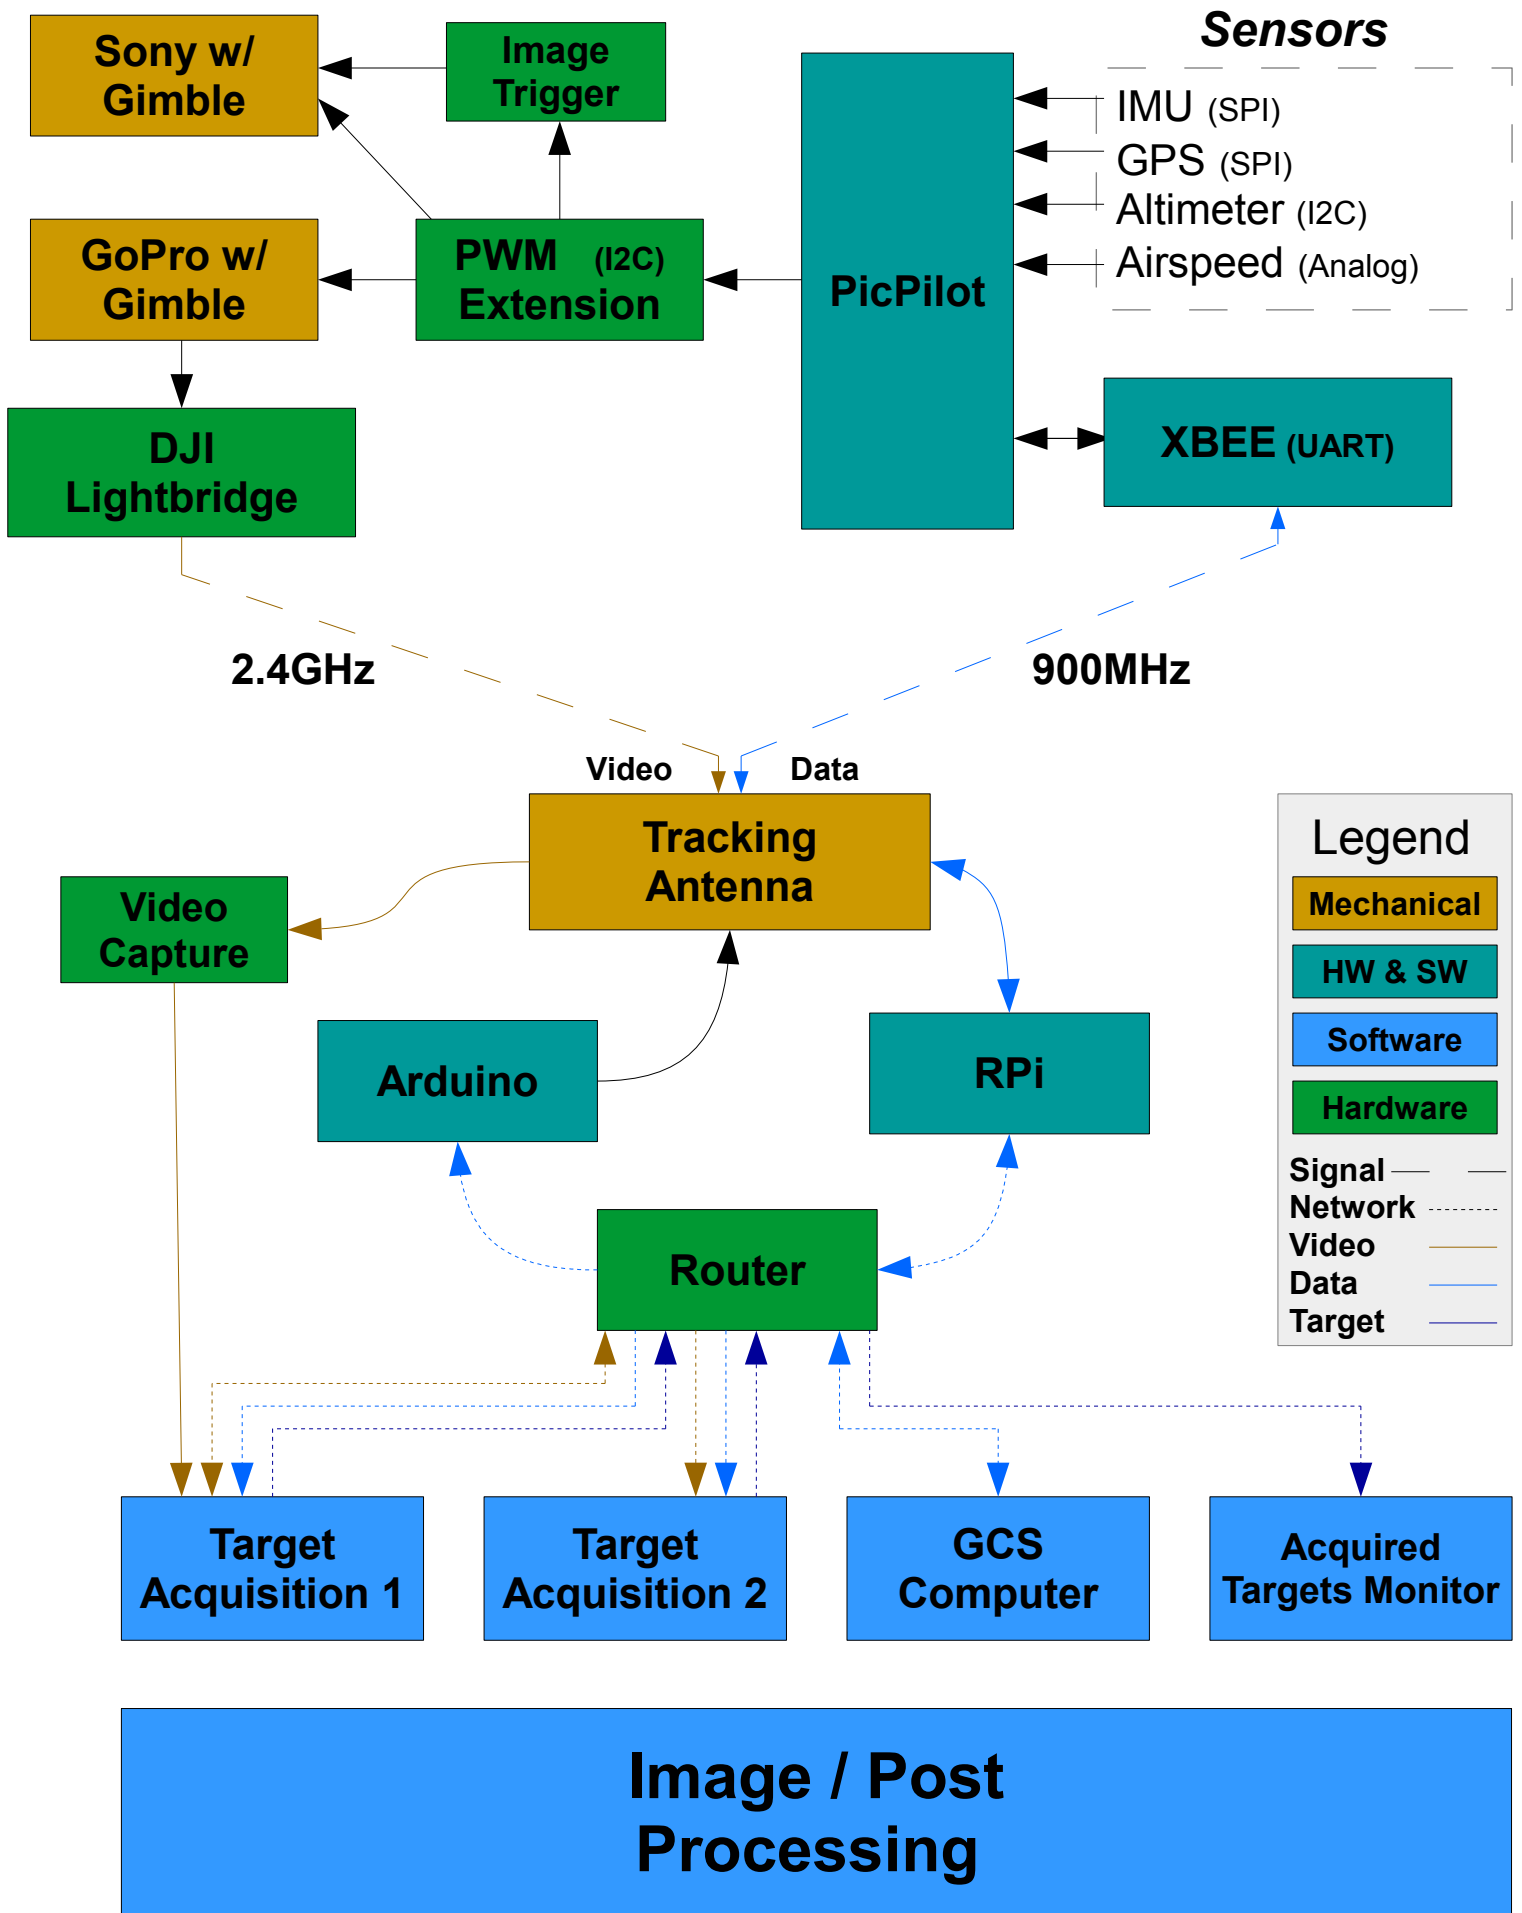 Sensors
Sony w/
Gimble
Image
Trigger
IMU (SPI)
GPS (SPI)
Altimeter (I2C)
Airspeed (Analog)
GoPro w/
Gimble
PWM (I2C)
Extension
PicPilot
XBEE (UART)
DJI
Lightbridge
2.4GHz
900MHz
Video
Data
Tracking
Antenna
Video
Capture
Arduino
RPi
Router
Legend
Mechanical
HW & SW
Software
Hardware
Signal
Network
Video
Data
Target
Target
Acquisition 1
Target
Acquisition 2
GCS
Computer
Acquired
Targets Monitor
Image / Post
Processing